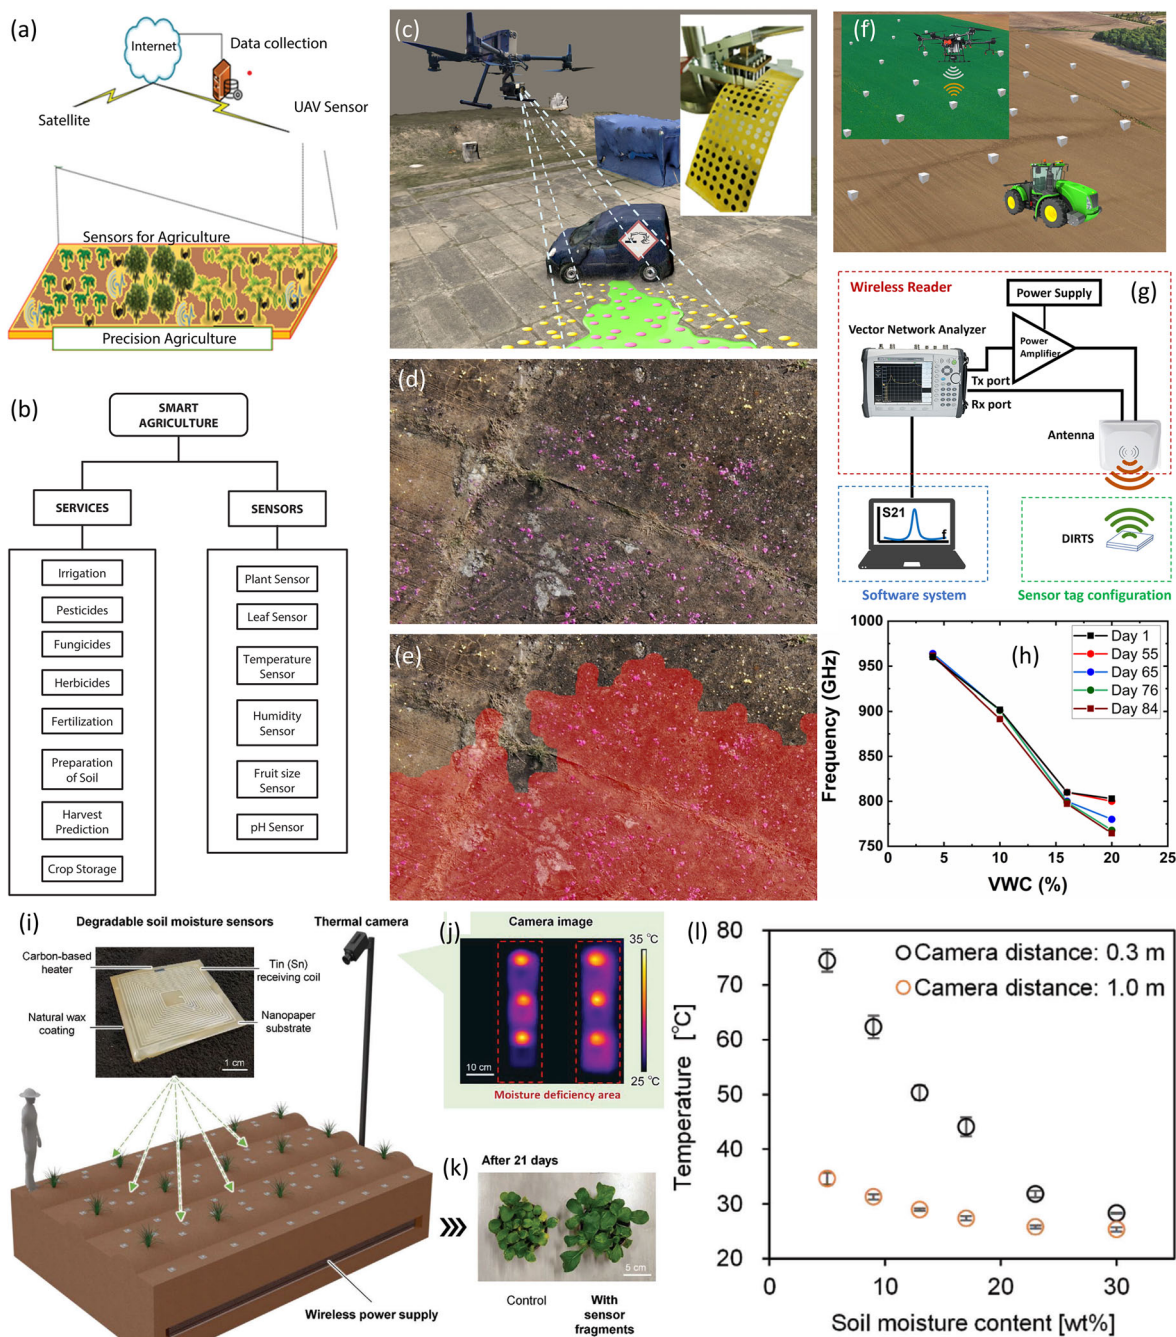 (a)
Internet
Data collection
UAV Sensor
Satellite
Sensors for Agriculture
Precision Agriculture
(b)
SMART
AGRICULTURE
SERVICES
SENSORS
Irrigation
Pesticides
Fungicides
Herbicides
Fertilization
Preparation
of Soil
Harvest
Prediction
Crop Storage
Plant Sensor
Leaf Sensor
Temperature
Sensor
Humidity
Sensor
Fruit size
Sensor
pH Sensor
(c)
(d)
(e)
(f)
(g)
Wireless Reader
Power Supply
Vector Network Analyzer
Power
Amplifier
Tx port
Rx port
Antenna
S21
f
DIRTS
Software system
Sensor tag configuration
(h)
Frequency (GHz)
1000
950
900
850
800
750
Day 1
Day 55
Day 65
Day 76
Day 84
0
5
10
15
20
25
VWC (%)
(i)
Degradable soil moisture sensors
Carbon-based
heater
Tin (Sn)
receiving coil
Natural wax
coating
Nanopaper
substrate
1 cm
Thermal camera
Wireless power supply
(j)
Camera image
35 °C
25 °C
10 cm
Moisture deficiency area
(k)
After 21 days
5 cm
Control
With
sensor
fragments
(l)
Camera distance: 0.3 m
Camera distance: 1.0 m
Temperature [°C]
80
70
60
50
40
30
20
0
10
20
30
Soil moisture content [wt%]